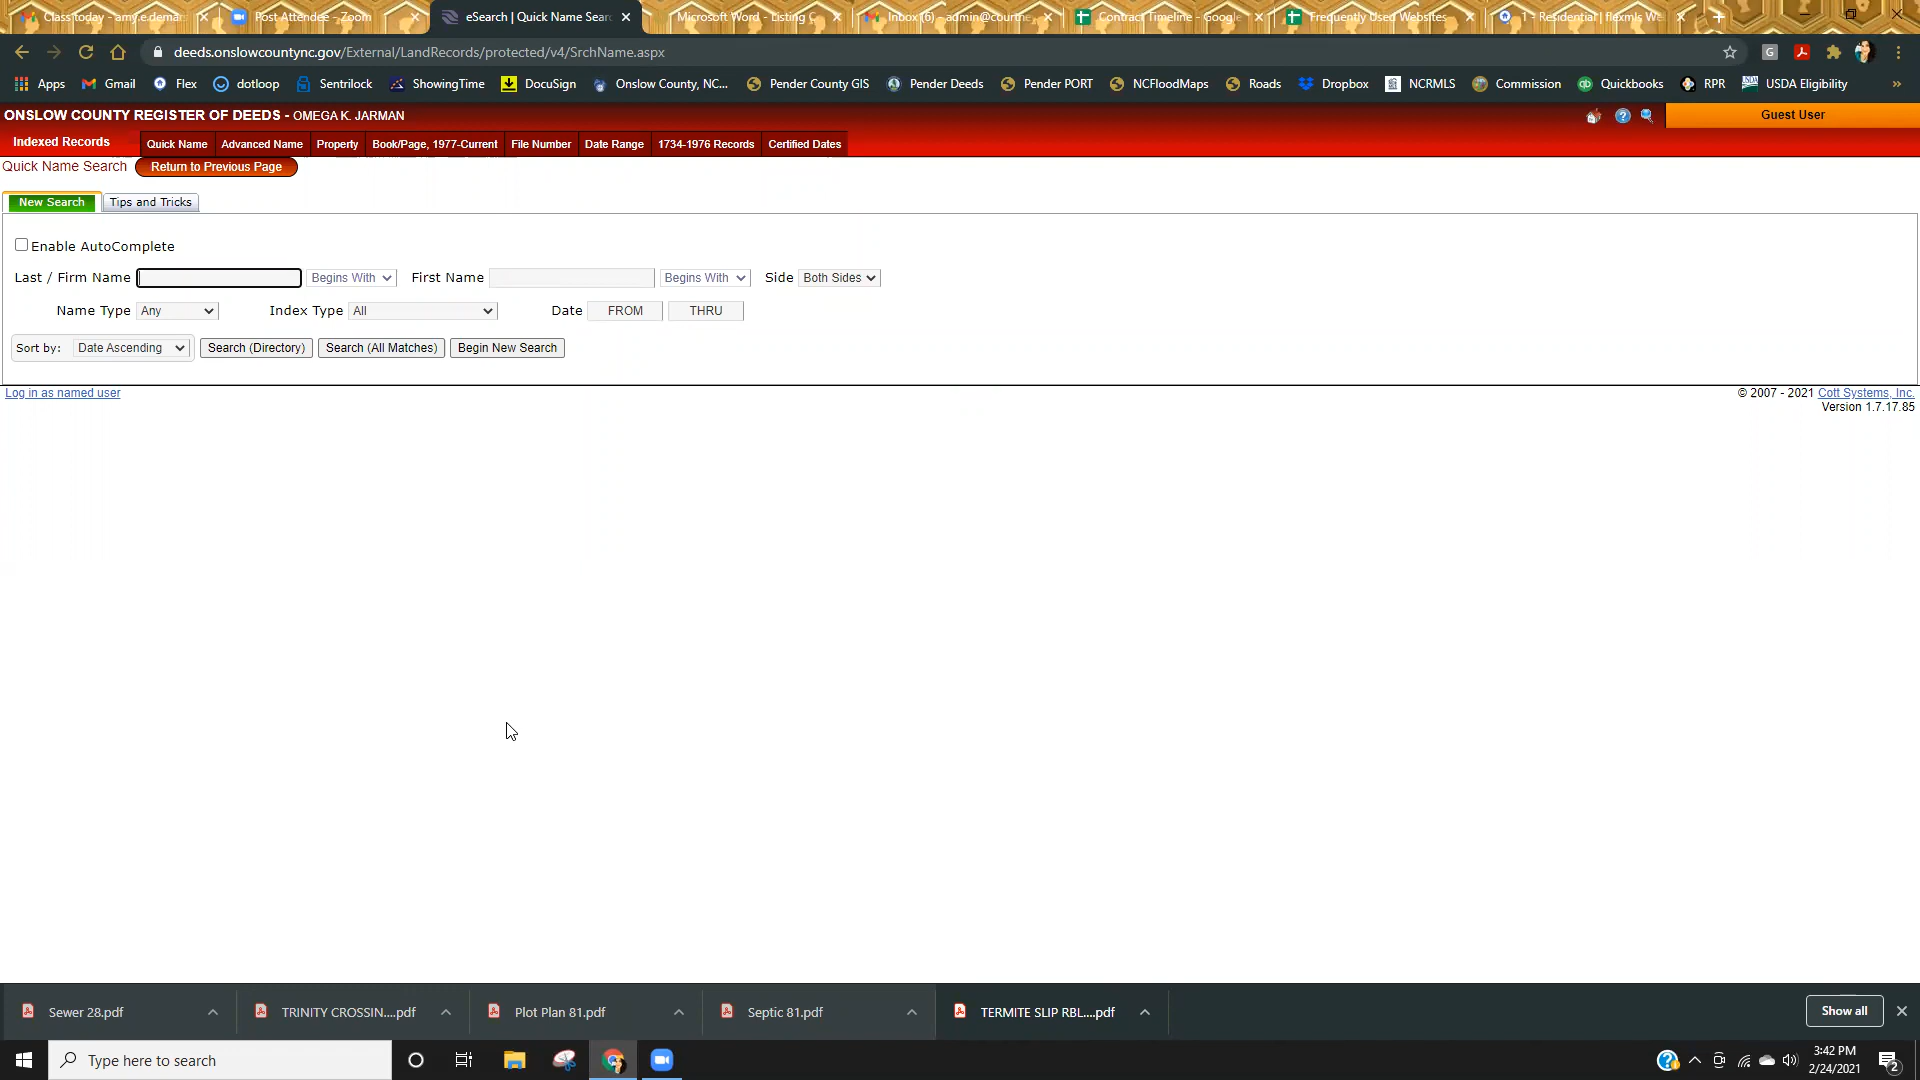 Class today - amy.e.demac
Post Attendee - Zoom
eSearch | Quick Name Sear
Microsoft Word - Listing C
Inbox (6) - admin@courtne
Contract Timeline - Google
Frequently Used Websites
1 - Residential | flexmls We
deeds.onslowcountync.gov/External/LandRecords/protected/v4/SrchName.aspx
Apps Gmail Flex dotloop Sentrilock ShowingTime DocuSign Onslow County, NC... Pender County GIS Pender Deeds Pender PORT NCFloodMaps Roads Dropbox NCRMLS Commission Quickbooks RPR USDA Eligibility »
ONSLOW COUNTY REGISTER OF DEEDS - OMEGA K. JARMAN
Guest User
Indexed Records Quick Name Advanced Name Property Book/Page, 1977-Current File Number Date Range 1734-1976 Records Certified Dates
Quick Name Search Return to Previous Page
New Search Tips and Tricks
Enable AutoComplete
Last / Firm Name Begins With First Name Begins With Side Both Sides
Name Type Any Index Type All Date FROM THRU
Sort by: Date Ascending Search (Directory) Search (All Matches) Begin New Search
Log in as named user
© 2007 - 2021 Cott Systems, Inc.
Version 1.7.17.85
Sewer 28.pdf TRINITY CROSSIN....pdf Plot Plan 81.pdf Septic 81.pdf TERMITE SLIP RBL....pdf Show all
Type here to search
3:42 PM
2/24/2021
2